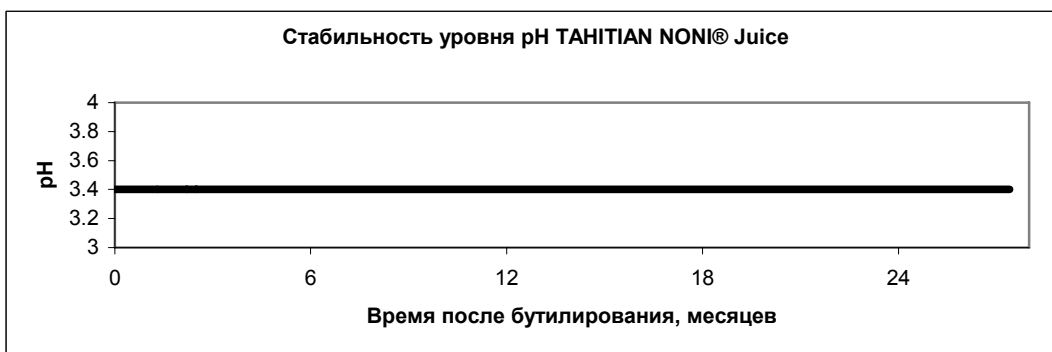 Стабильность уровня pH TAHITIAN NONI® Juice
4
3.8
3.6
3.4
3.2
3
pH
0 6 12 18 24
Время после бутилирования, месяцев